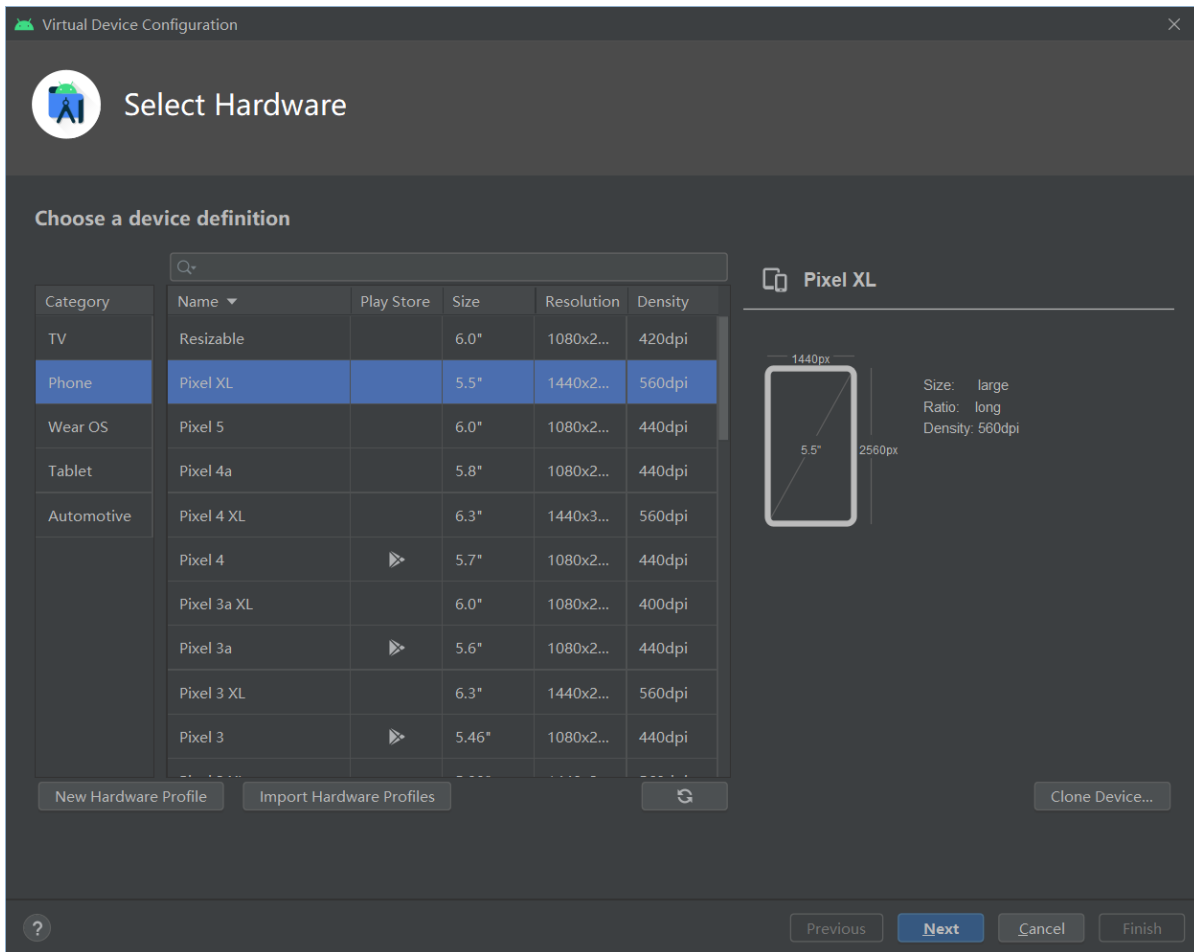 Virtual Device Configuration
Select Hardware
Choose a device definition
Category
TV
Phone
Wear OS
Tablet
Automotive
Name Play Store Size Resolution Density
Resizable 6.0" 1080x2... 420dpi
Pixel XL 5.5" 1440x2... 560dpi
Pixel 5 6.0" 1080x2... 440dpi
Pixel 4a 5.8" 1080x2... 440dpi
Pixel 4 XL 6.3" 1440x3... 560dpi
Pixel 4 5.7" 1080x2... 440dpi
Pixel 3a XL 6.0" 1080x2... 400dpi
Pixel 3a 5.6" 1080x2... 440dpi
Pixel 3 XL 6.3" 1440x2... 560dpi
Pixel 3 5.46" 1080x2... 440dpi
Pixel XL
1440px
5.5"
2560px
Size: large
Ratio: long
Density: 560dpi
New Hardware Profile Import Hardware Profiles Clone Device...
? Previous Next Cancel Finish